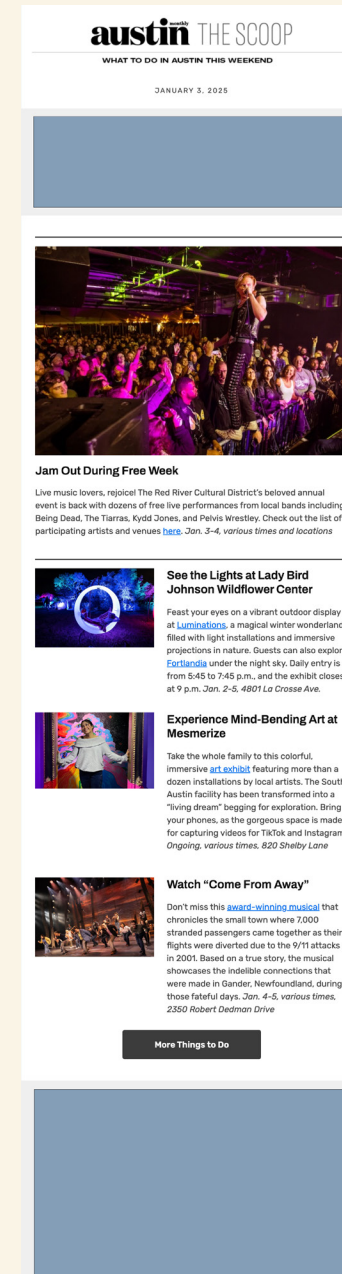 austin monthly THE SCOOP
WHAT TO DO IN AUSTIN THIS WEEKEND
JANUARY 3, 2025
Jam Out During Free Week
Live music lovers, rejoice! The Red River Cultural District's beloved annual
event is back with dozens of free live performances from local bands including
Being Dead, The Tiarras, Kydd Jones, and Pelvis Wrestley. Check out the list of
participating artists and venues here. Jan. 3-4, various times and locations
See the Lights at Lady Bird
Johnson Wildflower Center
Feast your eyes on a vibrant outdoor display
at Luminations, a magical winter wonderland
filled with light installations and immersive
projections in nature. Guests can also explor
Fortlandia under the night sky. Daily entry is
from 5:45 to 7:45 p.m., and the exhibit closes
at 9 p.m. Jan. 2-5, 4801 La Crosse Ave.
Experience Mind-Bending Art at
Mesmerize
Take the whole family to this colorful,
immersive art exhibit featuring more than a
dozen installations by local artists. The South
Austin facility has been transformed into a
"living dream" begging for exploration. Bring
your phones, as the gorgeous space is made
for capturing videos for TikTok and Instagram
Ongoing, various times, 820 Shelby Lane
Watch “Come From Away”
Don't miss this award-winning musical that
chronicles the small town where 7,000
stranded passengers came together as their
flights were diverted due to the 9/11 attacks
in 2001. Based on a true story, the musical
showcases the indelible connections that
were made in Gander, Newfoundland, during
those fateful days. Jan. 4-5, various times,
2350 Robert Dedman Drive
More Things to Do